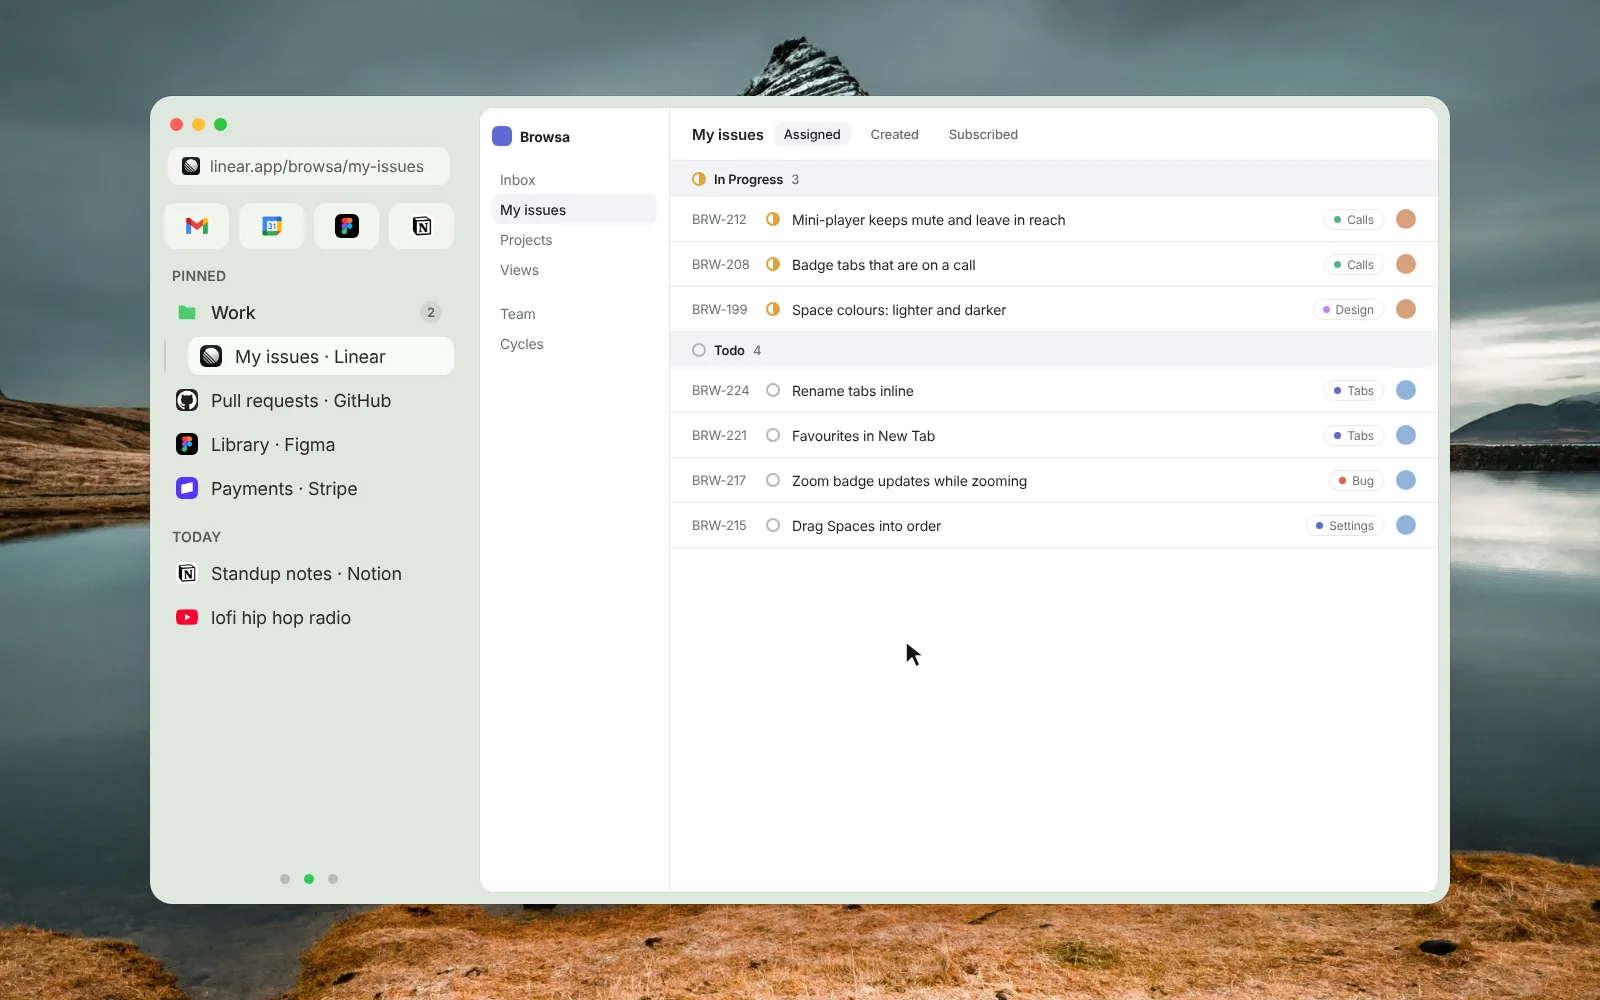 linear.app/browsa/my-issues
31
PINNED
Work 2
My issues · Linear
Pull requests · GitHub
Library · Figma
Payments · Stripe
TODAY
Standup notes · Notion
lofi hip hop radio
Browsa
Inbox
My issues
Projects
Views
Team
Cycles
My issues Assigned Created Subscribed
In Progress 3
BRW-212 Mini-player keeps mute and leave in reach Calls
BRW-208 Badge tabs that are on a call Calls
BRW-199 Space colours: lighter and darker Design
Todo 4
BRW-224 Rename tabs inline Tabs
BRW-221 Favourites in New Tab Tabs
BRW-217 Zoom badge updates while zooming Bug
BRW-215 Drag Spaces into order Settings